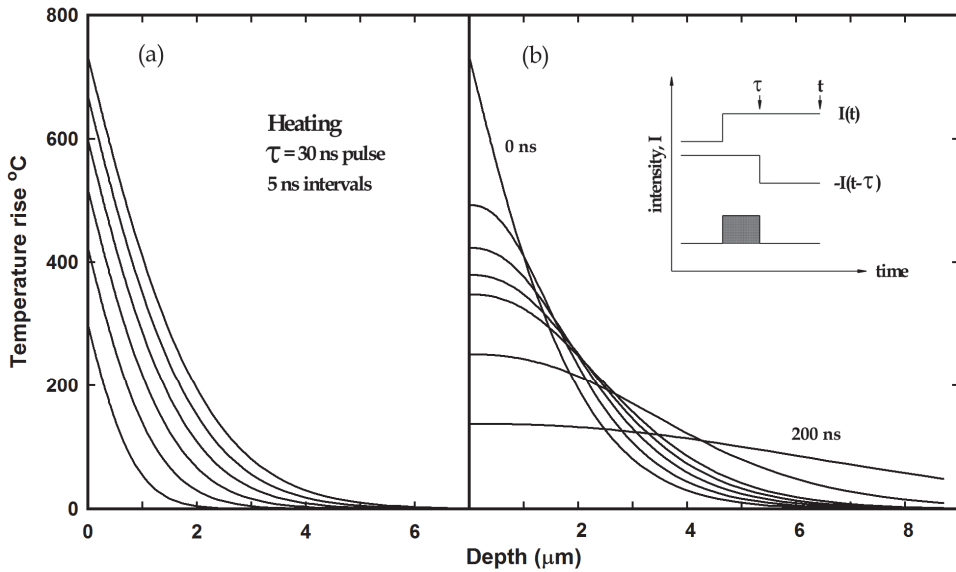 Temperature rise °C
800
600
400
200
0
(a)
Heating
τ = 30 ns pulse
5 ns intervals
0
2
4
6
(b)
0 ns
200 ns
intensity, I
τ
t
I(t)
-I(t-τ)
time
2
4
6
8
Depth (μm)